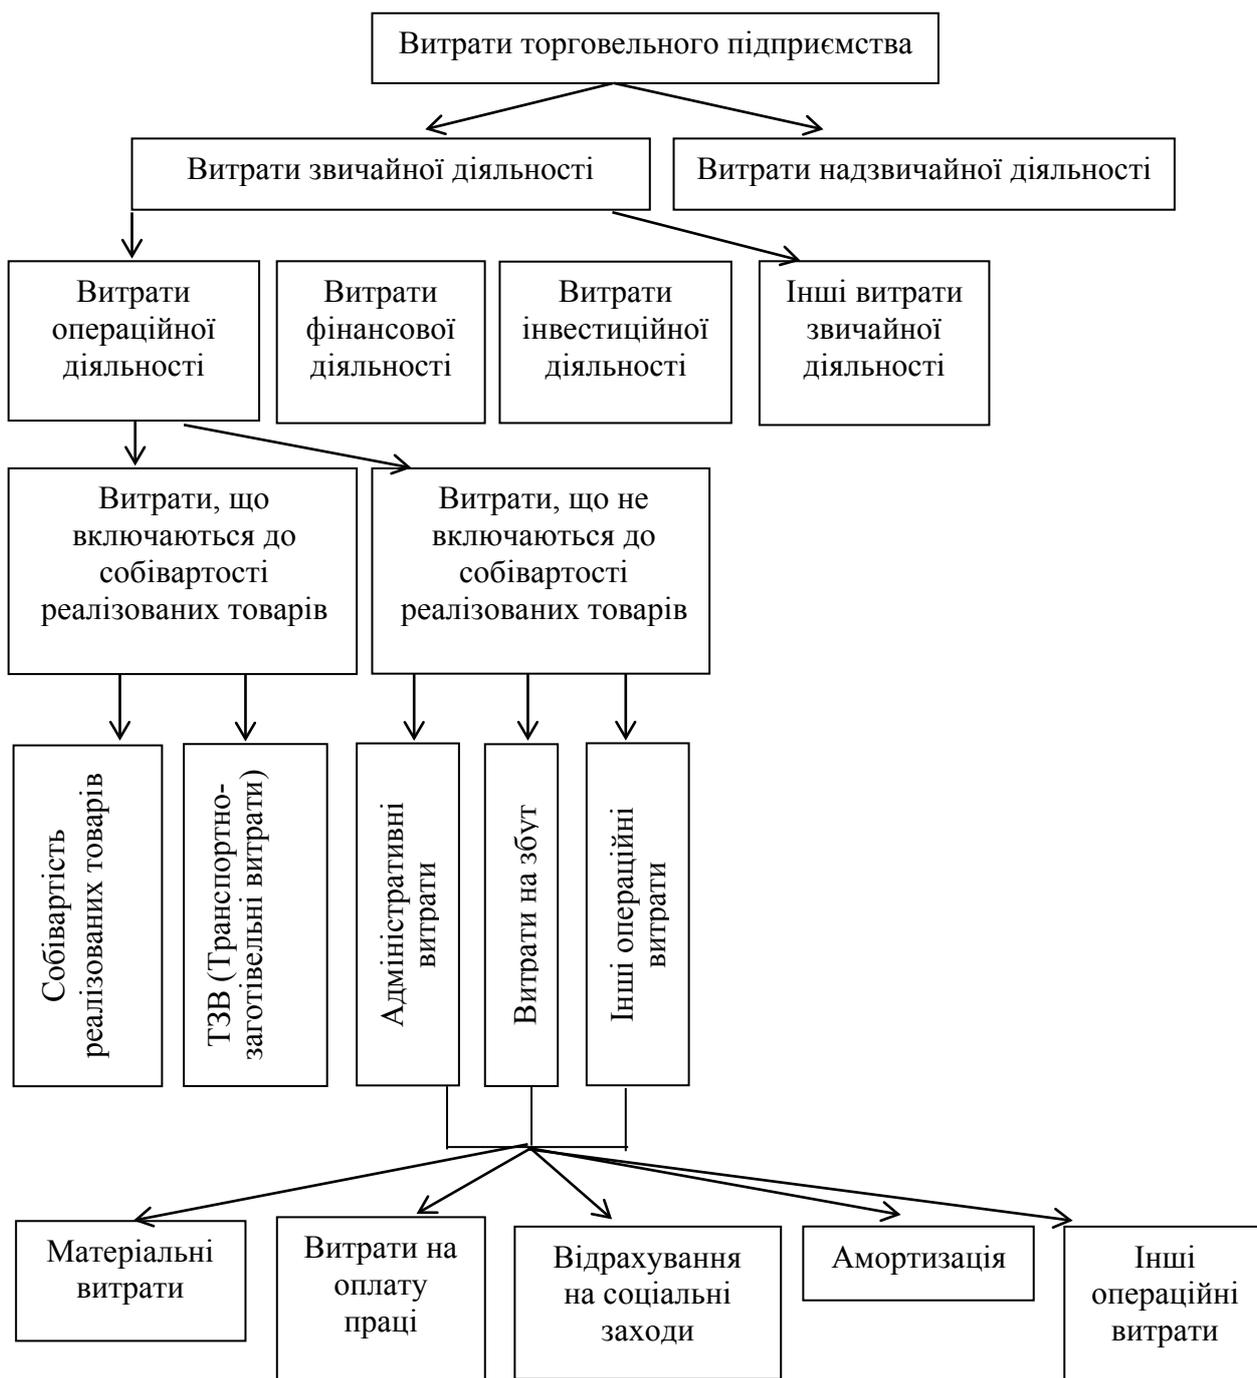 Витрати торговельного підприємства
Витрати звичайної діяльності
Витрати надзвичайної діяльності
Витрати
операційної
діяльності
Витрати
фінансової
діяльності
Витрати
інвестиційної
діяльності
Інші витрати
звичайної
діяльності
Витрати, що
включаються до
собівартості
реалізованих товарів
Витрати, що не
включаються до
собівартості
реалізованих товарів
Собівартість
реалізованих товарів
ТЗВ (Транспортно-
заготівельні витрати)
Адміністративні
витрати
Витрати на збут
Інші операційні
витрати
Матеріальні
витрати
Витрати на
оплату
праці
Відрахування
на соціальні
заходи
Амортизація
Інші
операційні
витрати